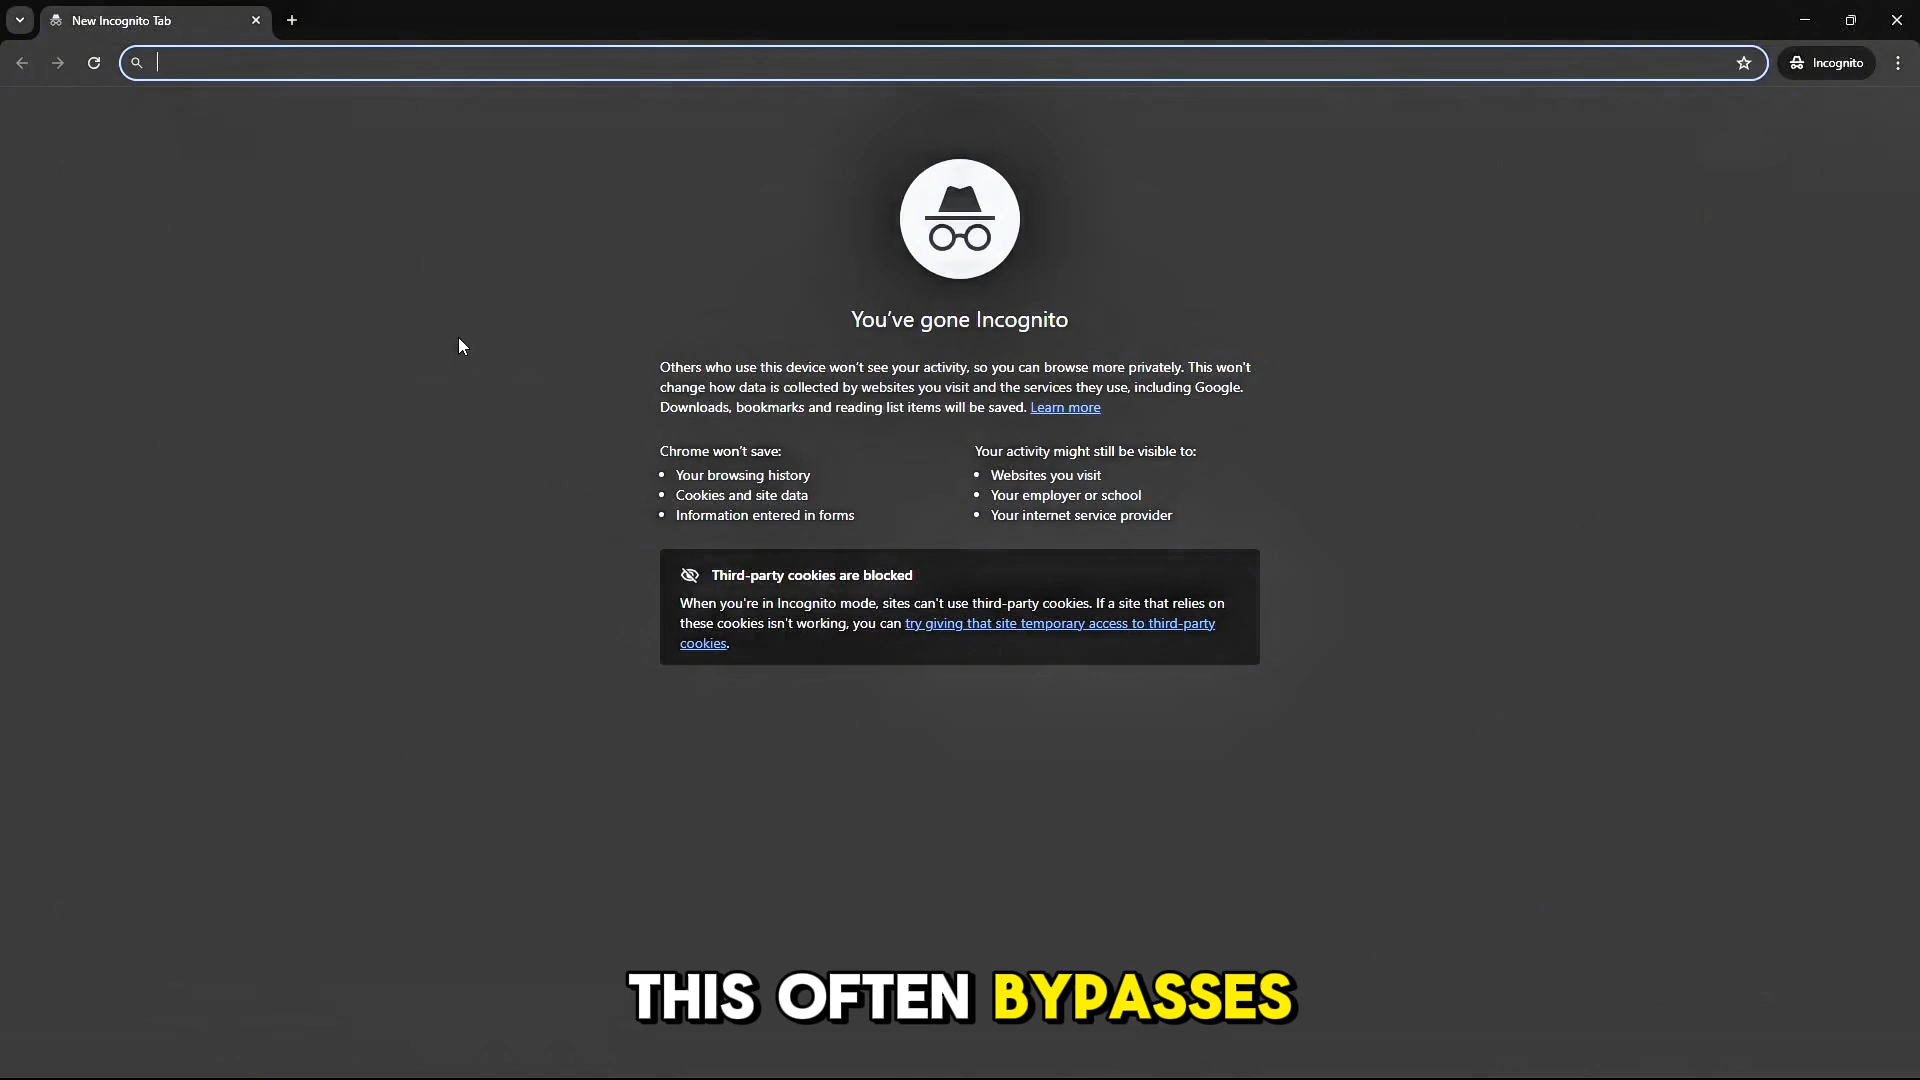 New Incognito Tab
Incognito
You've gone Incognito
Others who use this device won't see your activity, so you can browse more privately. This won't
change how data is collected by websites you visit and the services they use, including Google.
Downloads, bookmarks and reading list items will be saved. Learn more
Chrome won't save:
• Your browsing history
• Cookies and site data
• Information entered in forms
Your activity might still be visible to:
• Websites you visit
• Your employer or school
• Your internet service provider
Third-party cookies are blocked
When you're in Incognito mode, sites can't use third-party cookies. If a site that relies on
these cookies isn't working, you can try giving that site temporary access to third-party
cookies.
THIS OFTEN BYPASSES